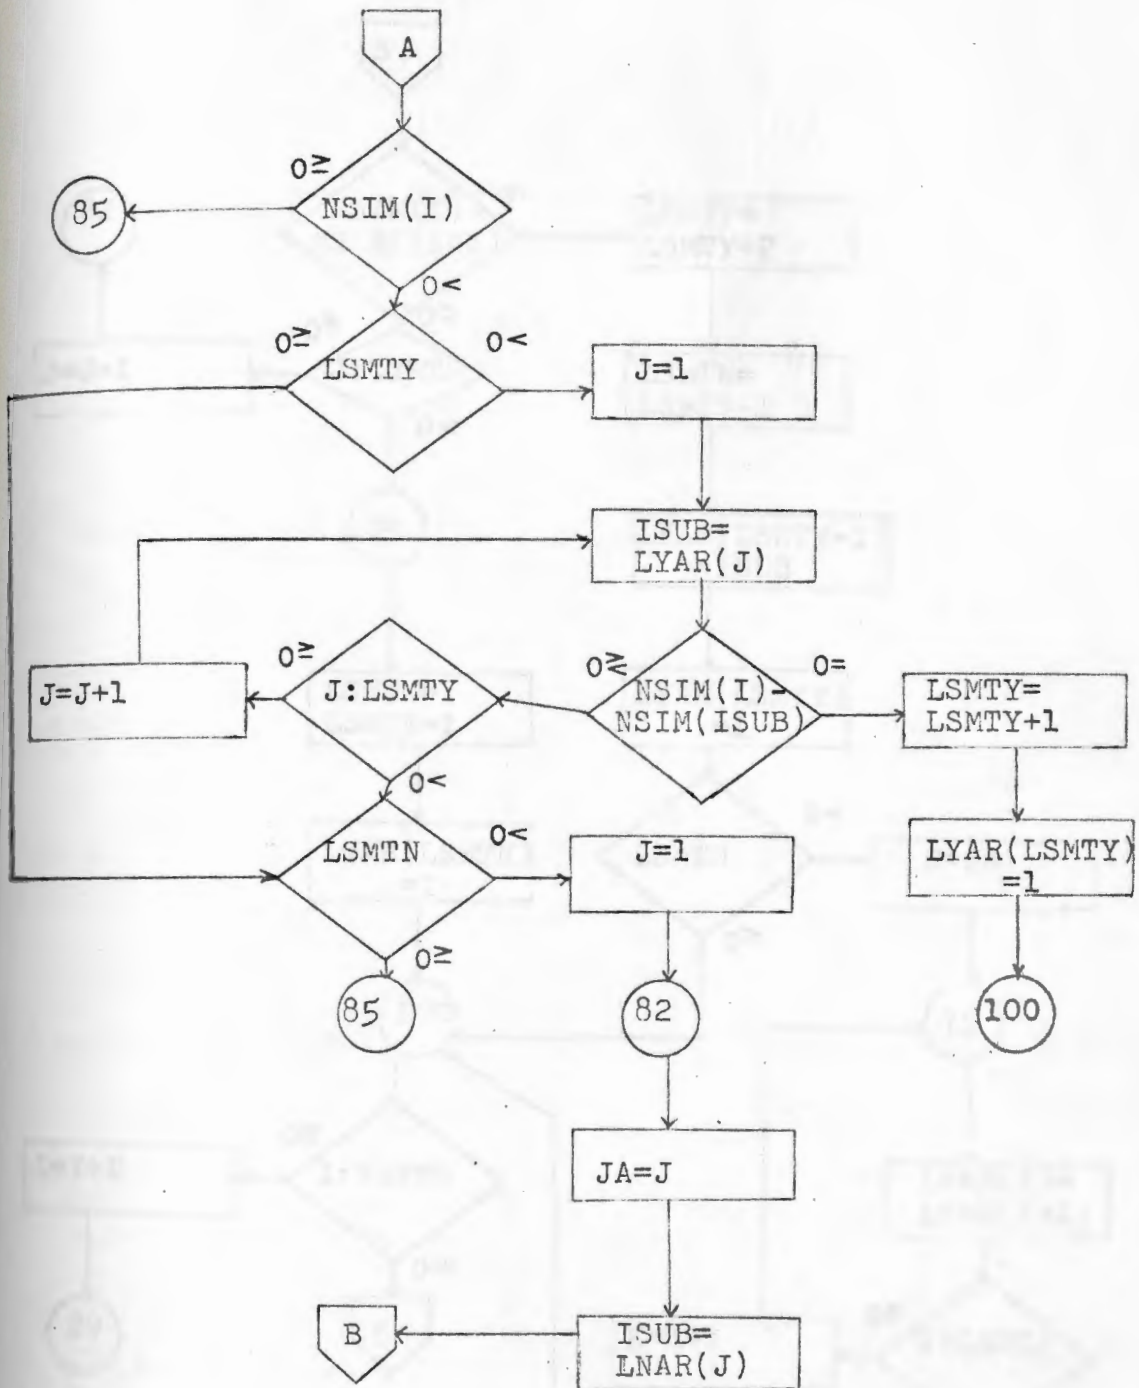 A
0≥
NSIM(I)
85
0<
0≥
LSMTY
0<
J=1
ISUB=
LYAR(J)
0≥
J:LSMTY
J=J+1
0≷
NSIM(I)-
NSIM(ISUB)
0=
LSMTY=
LSMTY+1
0<
LSMTN
0<
J=1
LYAR(LSMTY)
=1
0≥
85
82
100
JA=J
B
ISUB=
LNAR(J)